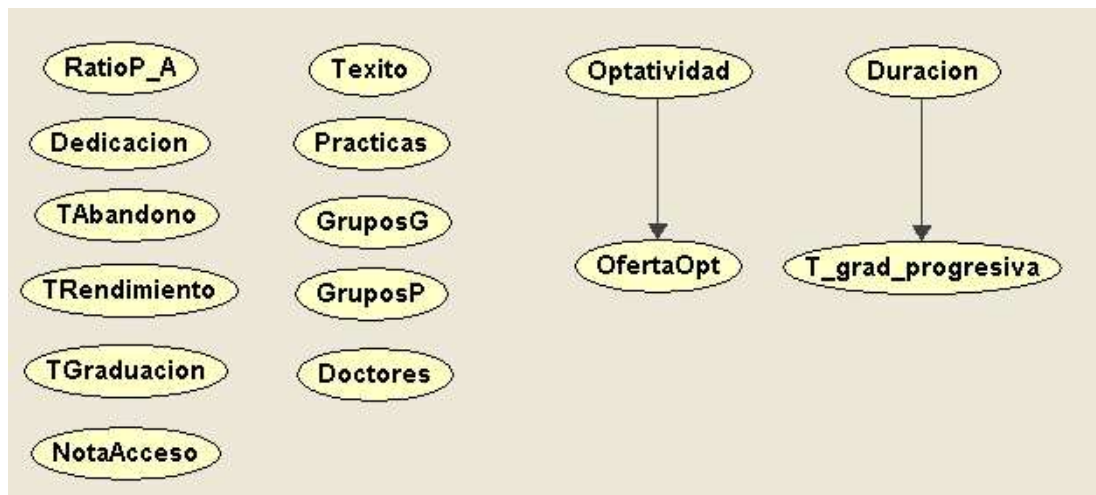 RatioP_A
Texito
Optatividad
Duracion
Dedicacion
Practicas
TAbandono
GruposG
OfertaOpt
T_grad_progresiva
TRendimiento
GruposP
TGraduacion
Doctores
NotaAcceso